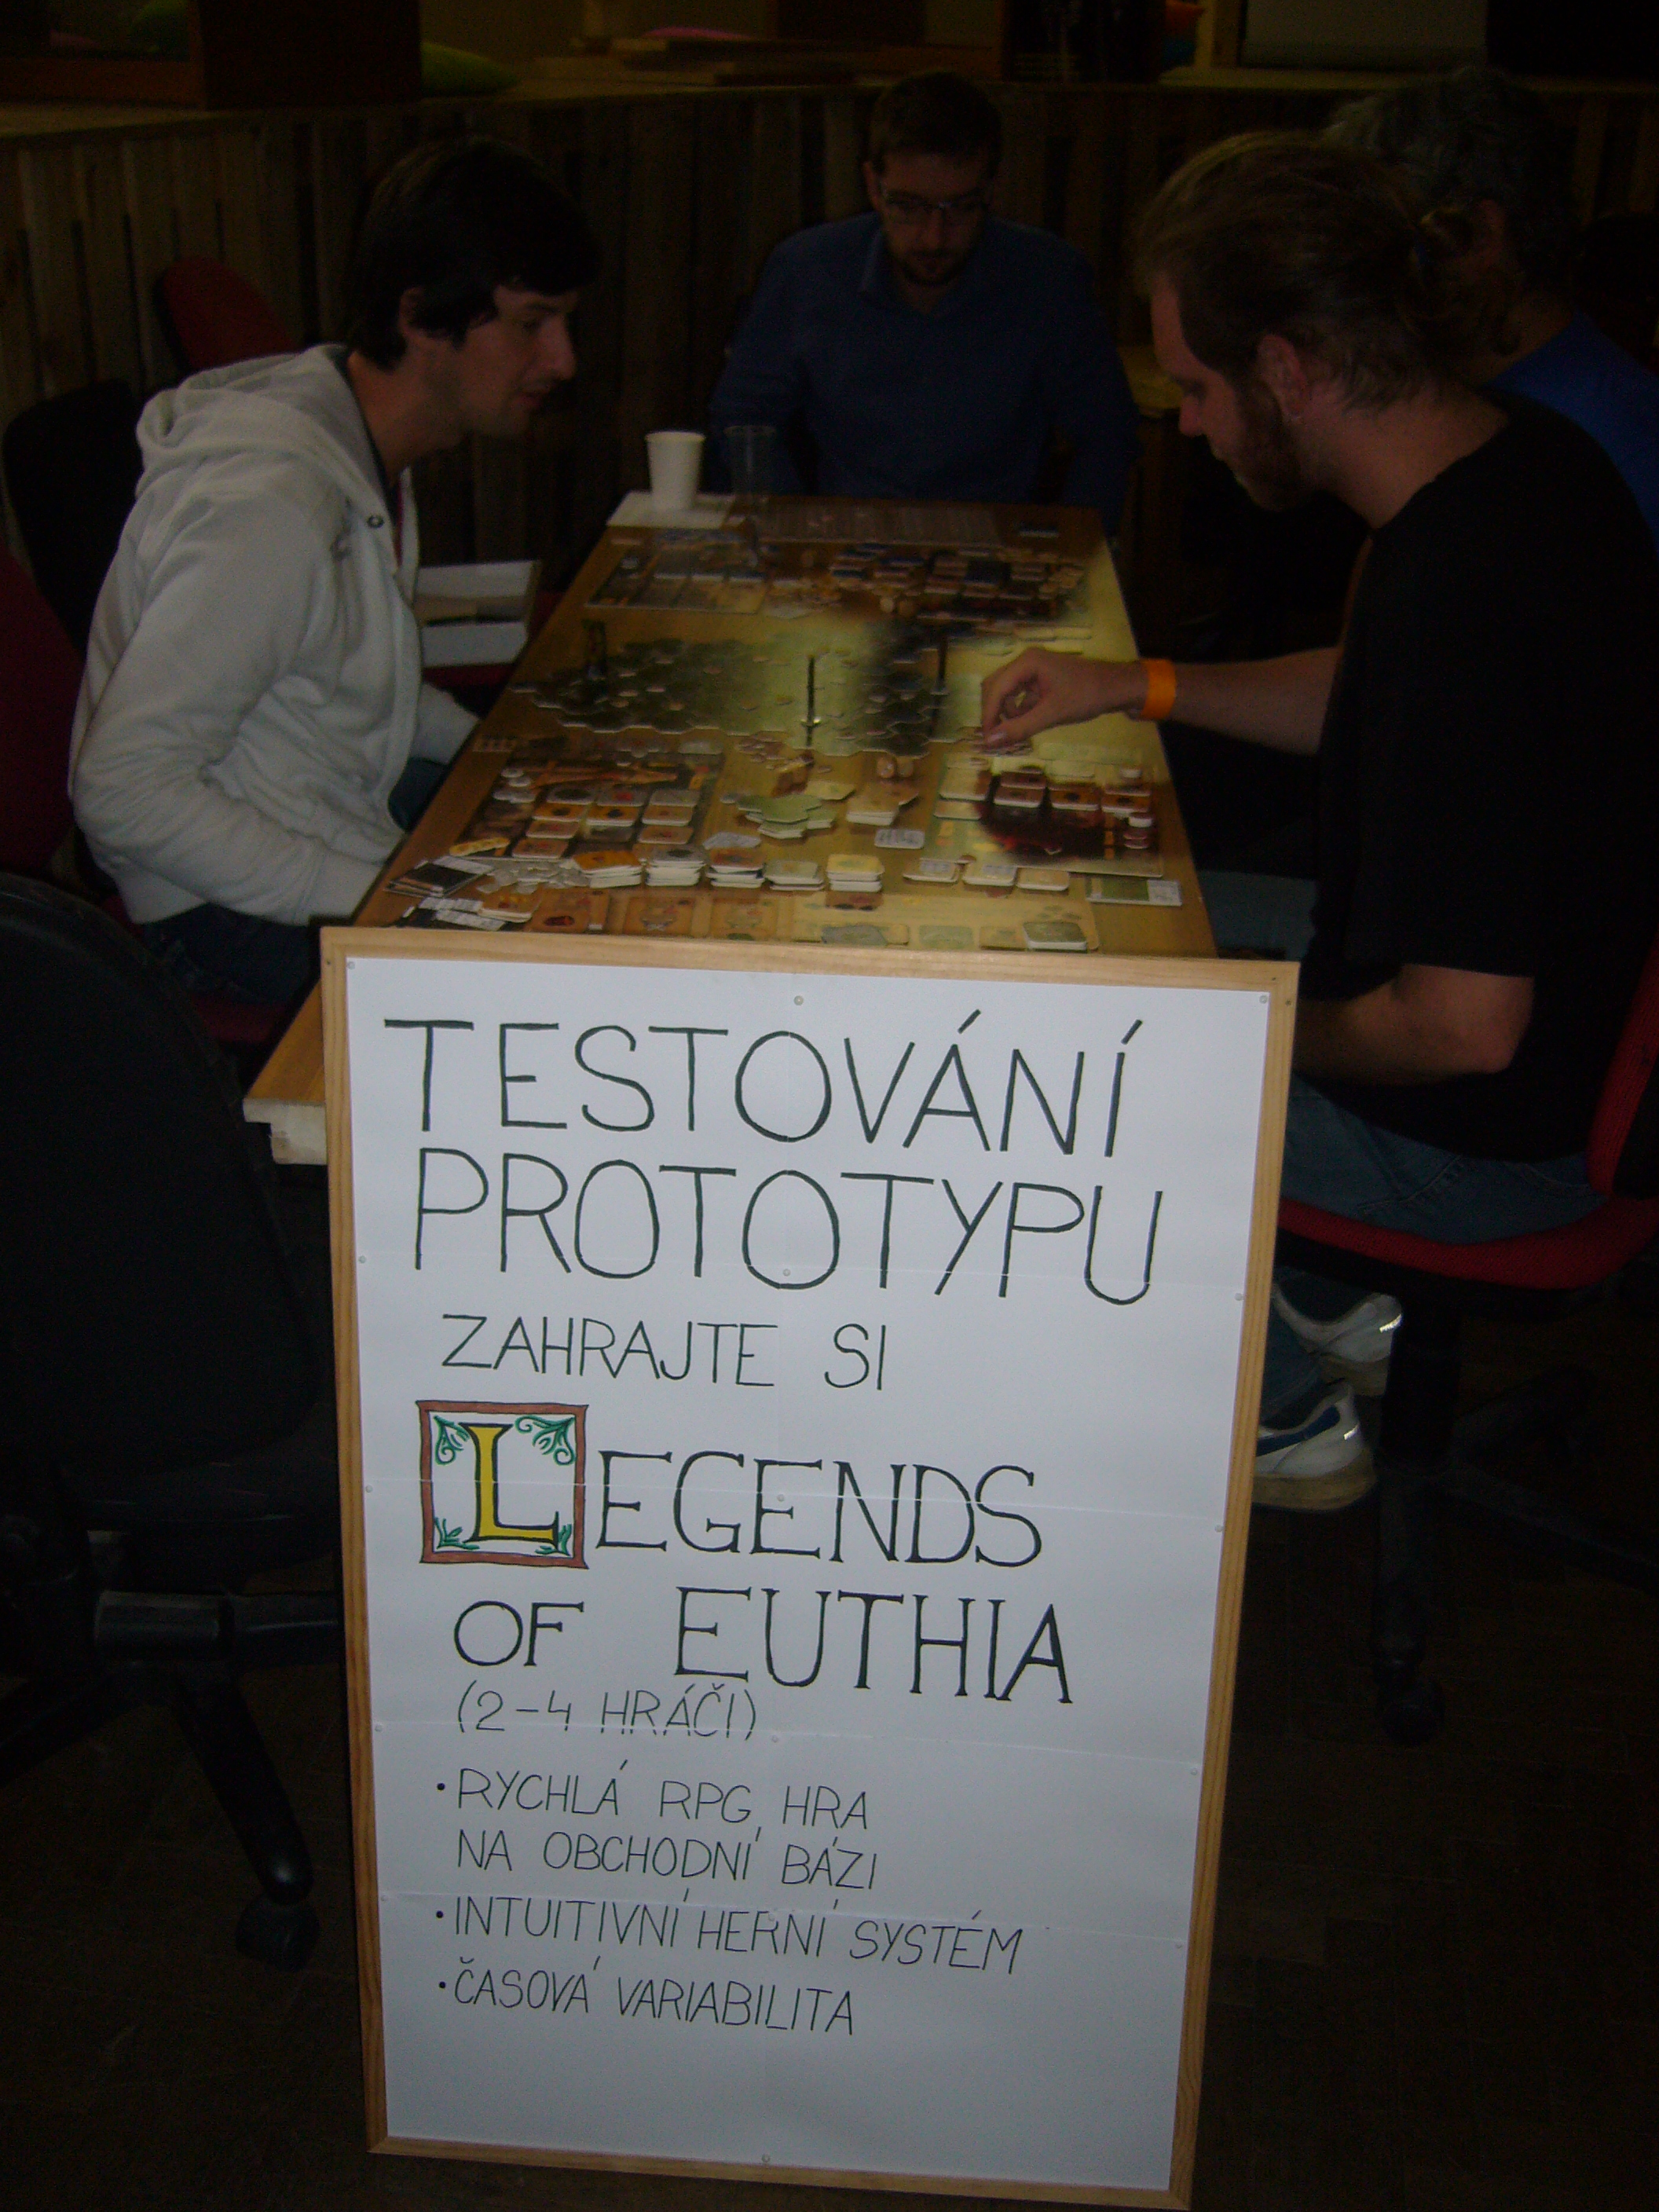 TESTOVÁNÍ
PROTOTYPU
ZAHRAJTE SI
LEGENDS
OF EUTHIA
(2-4 HRÁČI)
• RYCHLÁ RPG HRA
NA OBCHODNÍ BÁZI
• INTUITIVNÍ HERNÍ SYSTÉM
• ČASOVÁ VARIABILITA